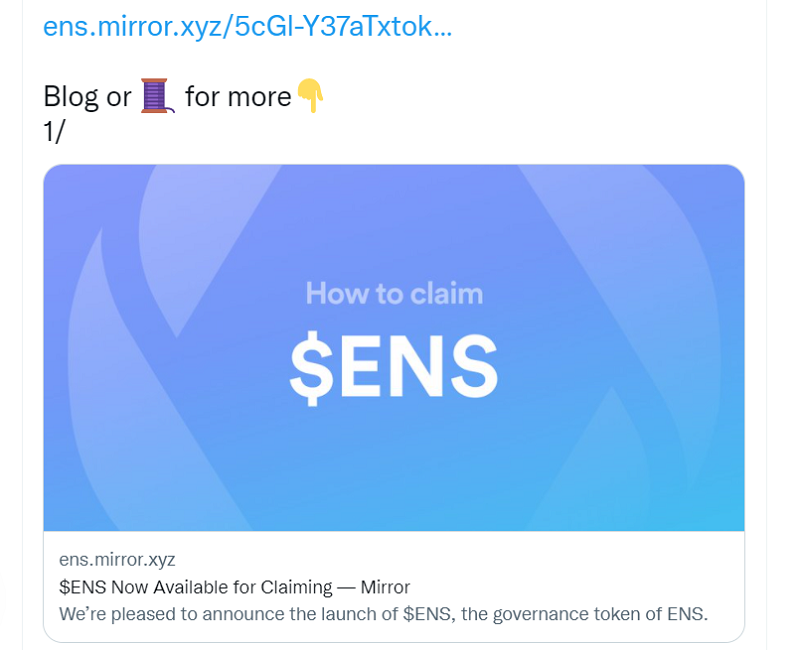 ens.mirror.xyz/5cGl-Y37aTxtok...
Blog or 🧵 for more👇
1/
How to claim
$ENS
ens.mirror.xyz
$ENS Now Available for Claiming — Mirror
We're pleased to announce the launch of $ENS, the governance token of ENS.